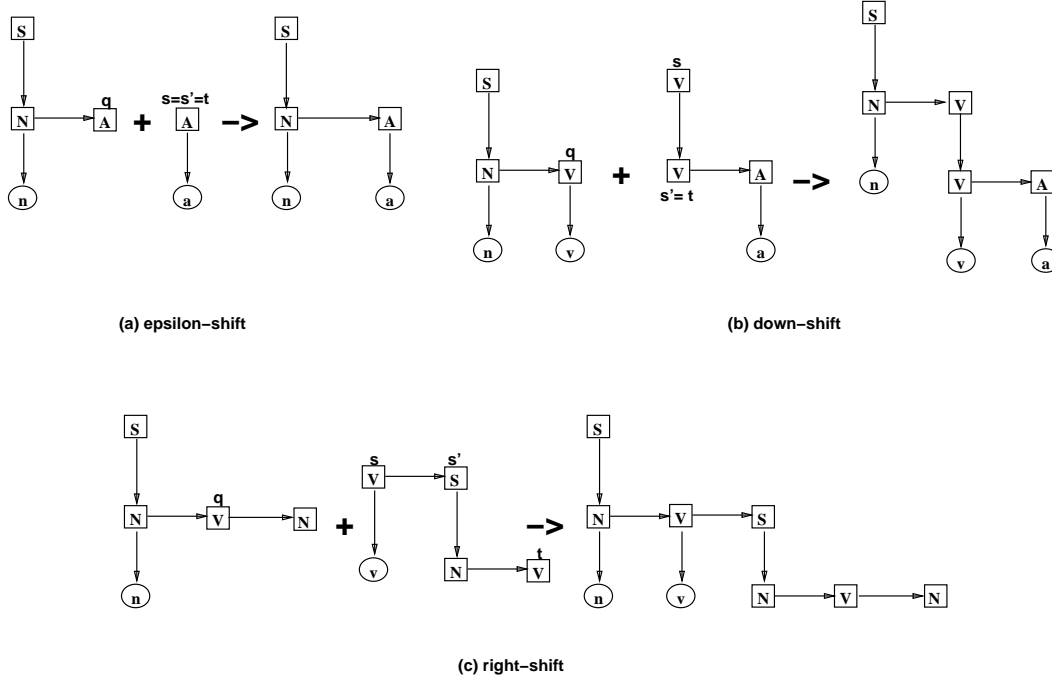 S
S
q
s=s'=t
N
A
+
A
->
N
A
n
a
n
a
(a) epsilon-shift
S
s
S
V
N
V
q
N
V
+
V
A
->
n
s'= t
V
A
n
v
a
v
a
(b) down-shift
S
S
s
s'
V
S
q
N
V
N
+
->
N
V
S
t
n
v
N
V
n
v
N
V
N
(c) right-shift